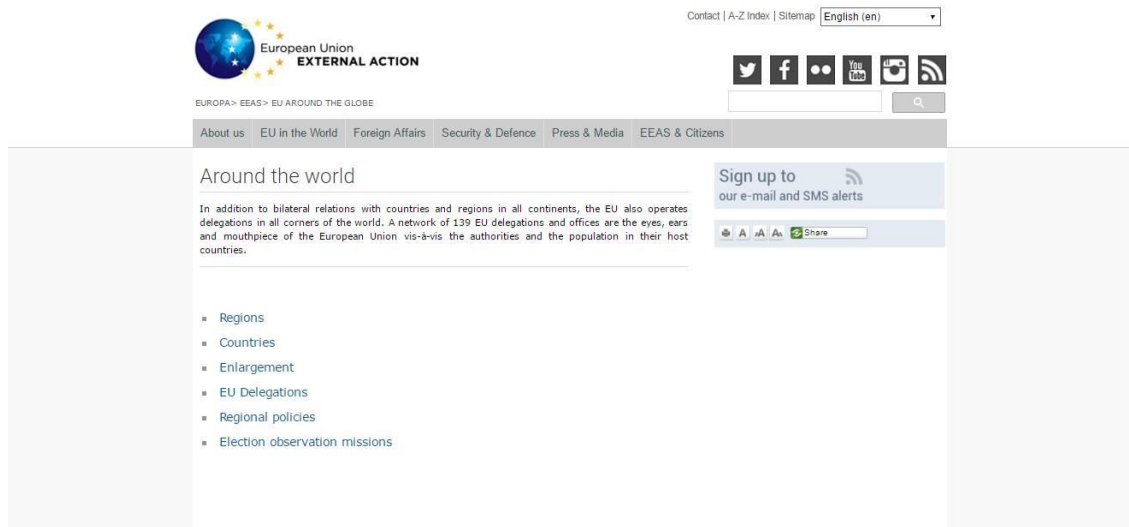 Contact | A-Z Index | Sitemap
English (en)
European Union
EXTERNAL ACTION
You
Tube
EUROPA> EEAS> EU AROUND THE GLOBE
About us
EU in the World
Foreign Affairs
Security & Defence
Press & Media
EEAS & Citizens
Around the world
In addition to bilateral relations with countries and regions in all continents, the EU also operates
delegations in all corners of the world. A network of 139 EU delegations and offices are the eyes, ears
and mouthpiece of the European Union vis-à-vis the authorities and the population in their host
countries.
Sign up to
our e-mail and SMS alerts
A A A Share
Regions
Countries
Enlargement
EU Delegations
Regional policies
Election observation missions